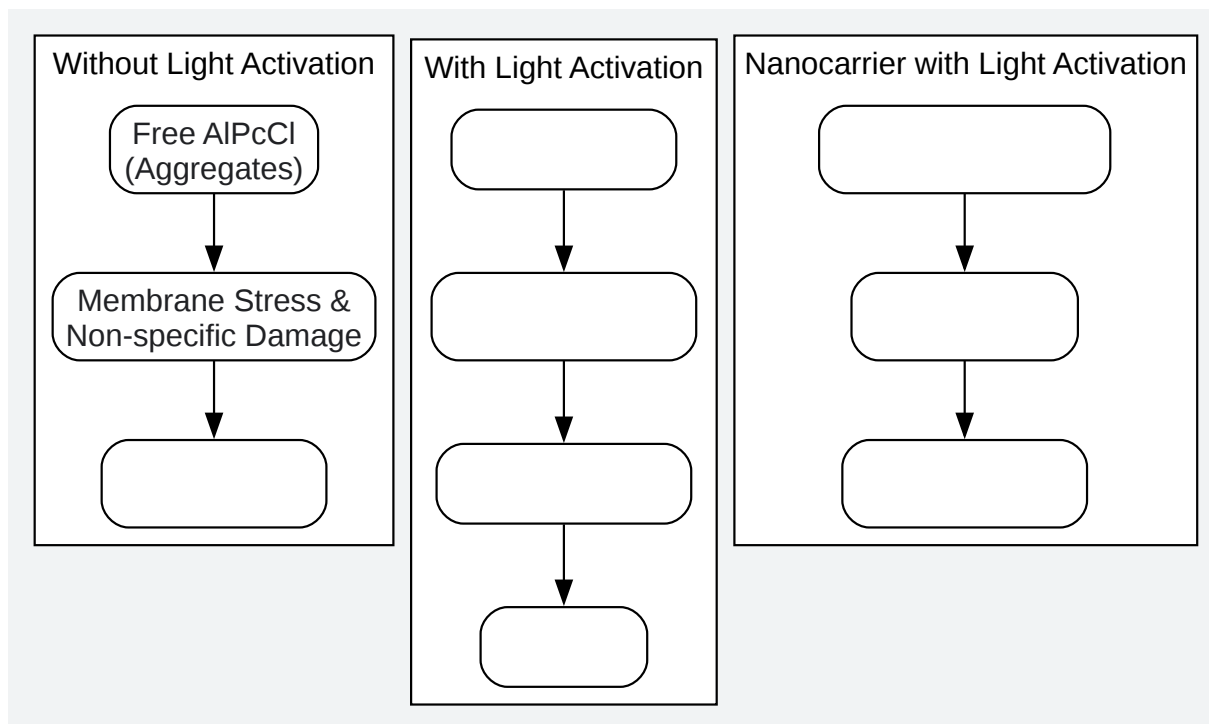 Without Light Activation
Free AlPcCl
(Aggregates)
Membrane Stress &
Non-specific Damage
With Light Activation
Nanocarrier with Light Activation